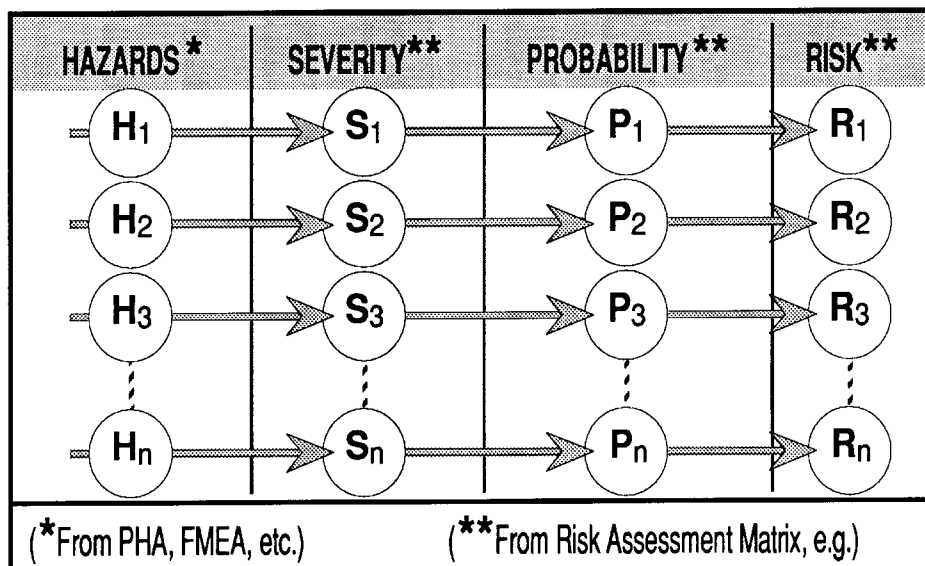 HAZARDS* SEVERITY** PROBABILITY** RISK**
H1 S1 P1 R1
H2 S2 P2 R2
H3 S3 P3 R3
Hn Sn Pn Rn
(*From PHA, FMEA, etc.) (**From Risk Assessment Matrix, e.g.)